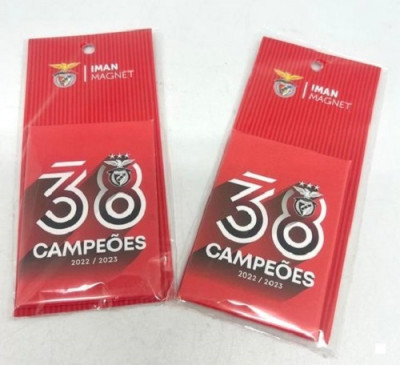 IMAN
MAGNET
38
CAMPEÕES
2022 / 2023
IMAN
MAGNET
38
CAMPEÕES
2022 / 2023